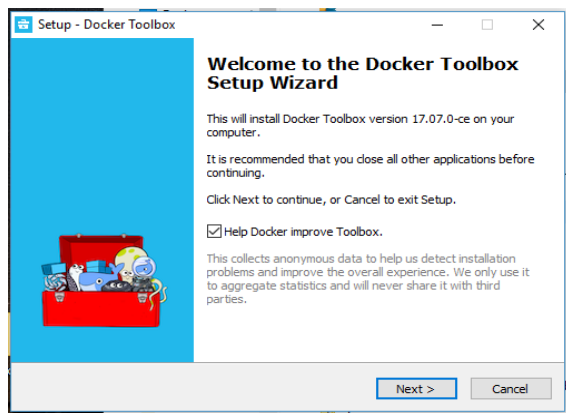 Setup - Docker Toolbox
Welcome to the Docker Toolbox
Setup Wizard
This will install Docker Toolbox version 17.07.0-ce on your
computer.
It is recommended that you close all other applications before
continuing.
Click Next to continue, or Cancel to exit Setup.
Help Docker improve Toolbox.
This collects anonymous data to help us detect installation
problems and improve the overall experience. We only use it
to aggregate statistics and will never share it with third
parties.
Next >
Cancel